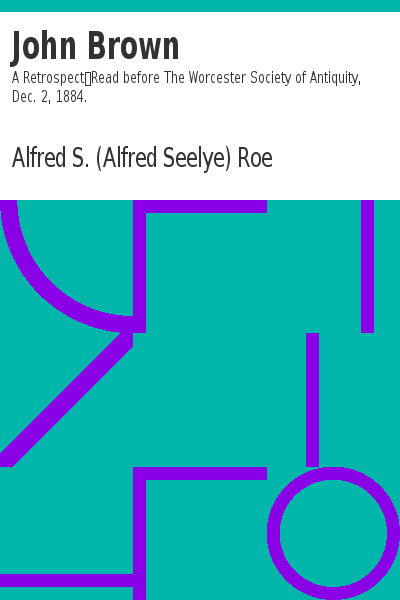 John Brown
A Retrospect▯Read before The Worcester Society of Antiquity,
Dec. 2, 1884.
Alfred S. (Alfred Seelye) Roe